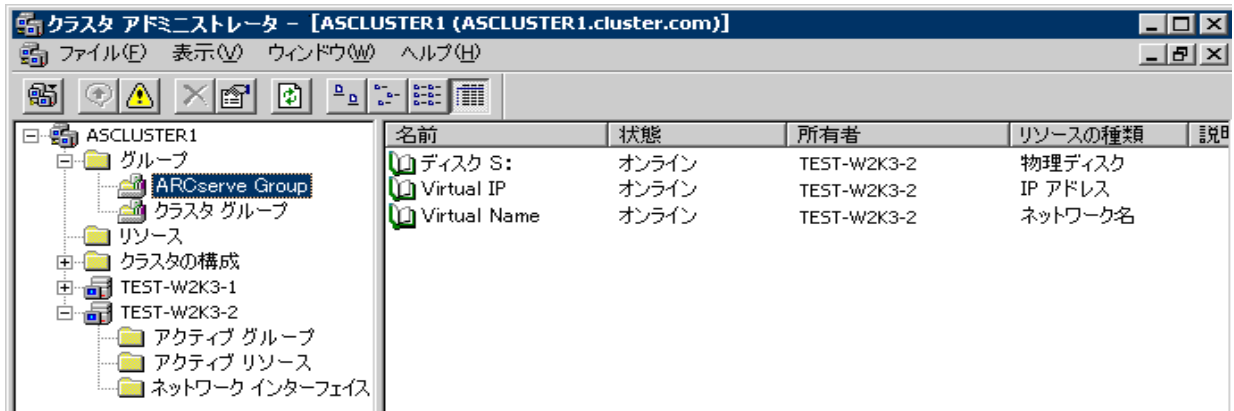 クラスタ アドミニストレータ - [ASCLUSTER1 (ASCLUSTER1.cluster.com)]
ファイル(F) 表示(V) ウィンドウ(W) ヘルプ(H)
ASCLUSTER1
グループ
ARCserve Group
クラスタ グループ
リソース
クラスタの構成
TEST-W2K3-1
TEST-W2K3-2
アクティブ グループ
アクティブ リソース
ネットワーク インターフェイス
名前 状態 所有者 リソースの種類 説明
ディスク S: オンライン TEST-W2K3-2 物理ディスク
Virtual IP オンライン TEST-W2K3-2 IP アドレス
Virtual Name オンライン TEST-W2K3-2 ネットワーク名